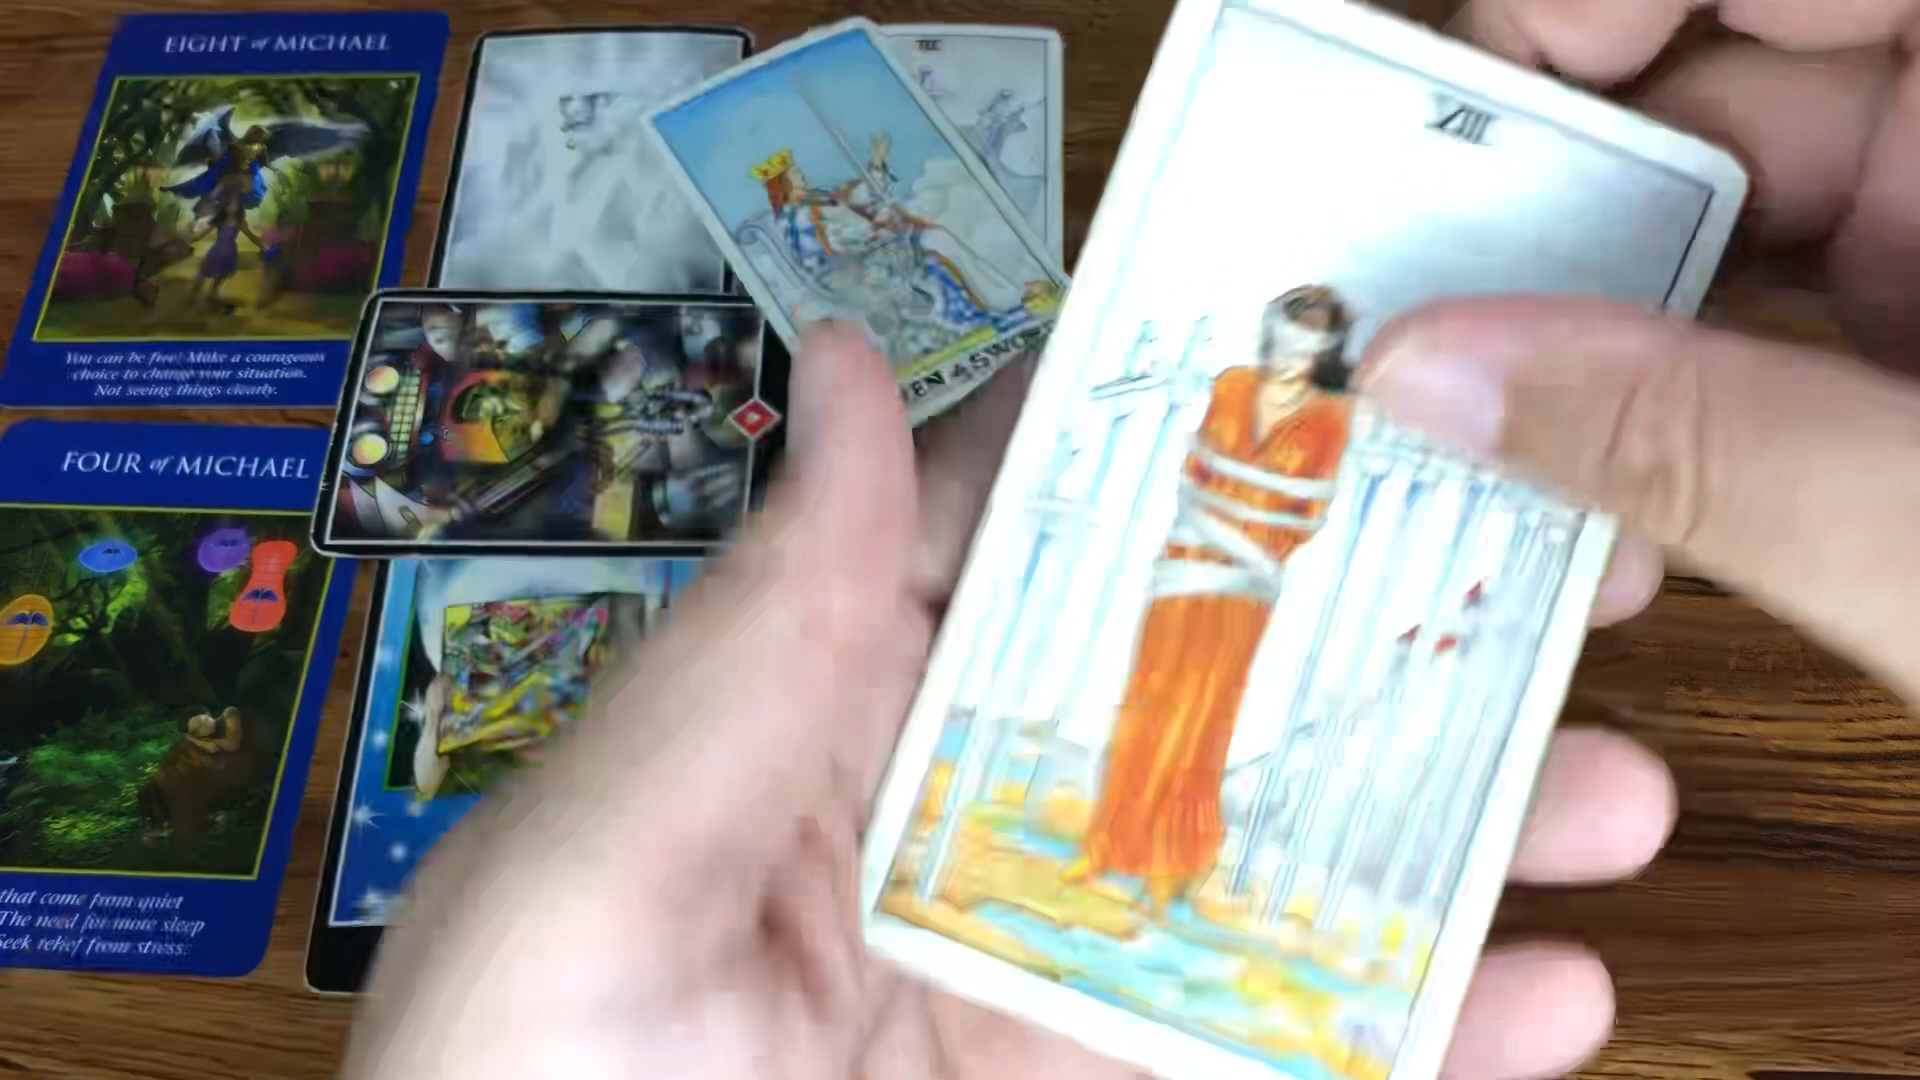 EIGHT of MICHAEL
You can be free! Make a courageous
choice to change your situation.
Not seeing things clearly.
FOUR of MICHAEL
that come from quiet
The need for more sleep
Seek relief from stress.
VIII